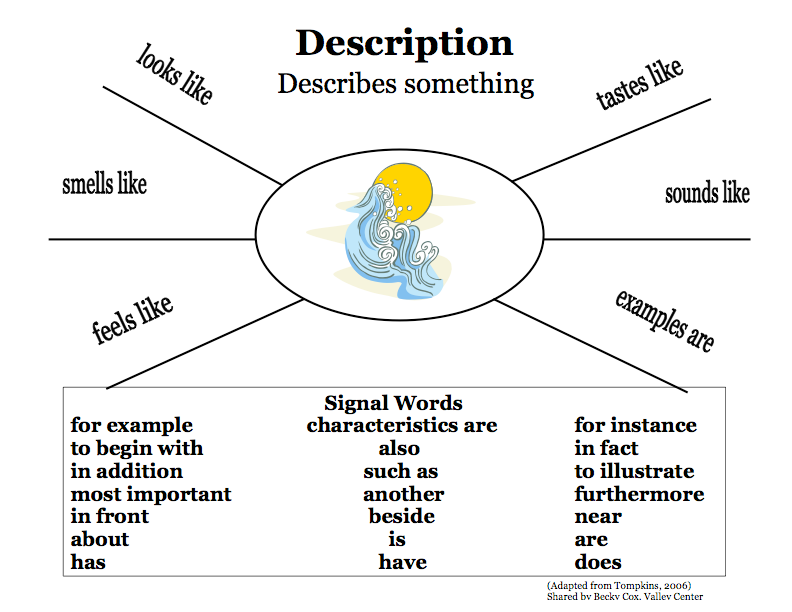 Description
Describes something
looks like
tastes like
smells like
sounds like
feels like
examples are
Signal Words
for example characteristics are for instance
to begin with also in fact
in addition such as to illustrate
most important another furthermore
in front beside near
about is are
has have does
(Adapted from Tompkins, 2006)
Shared by Becky Cox, Valley Center